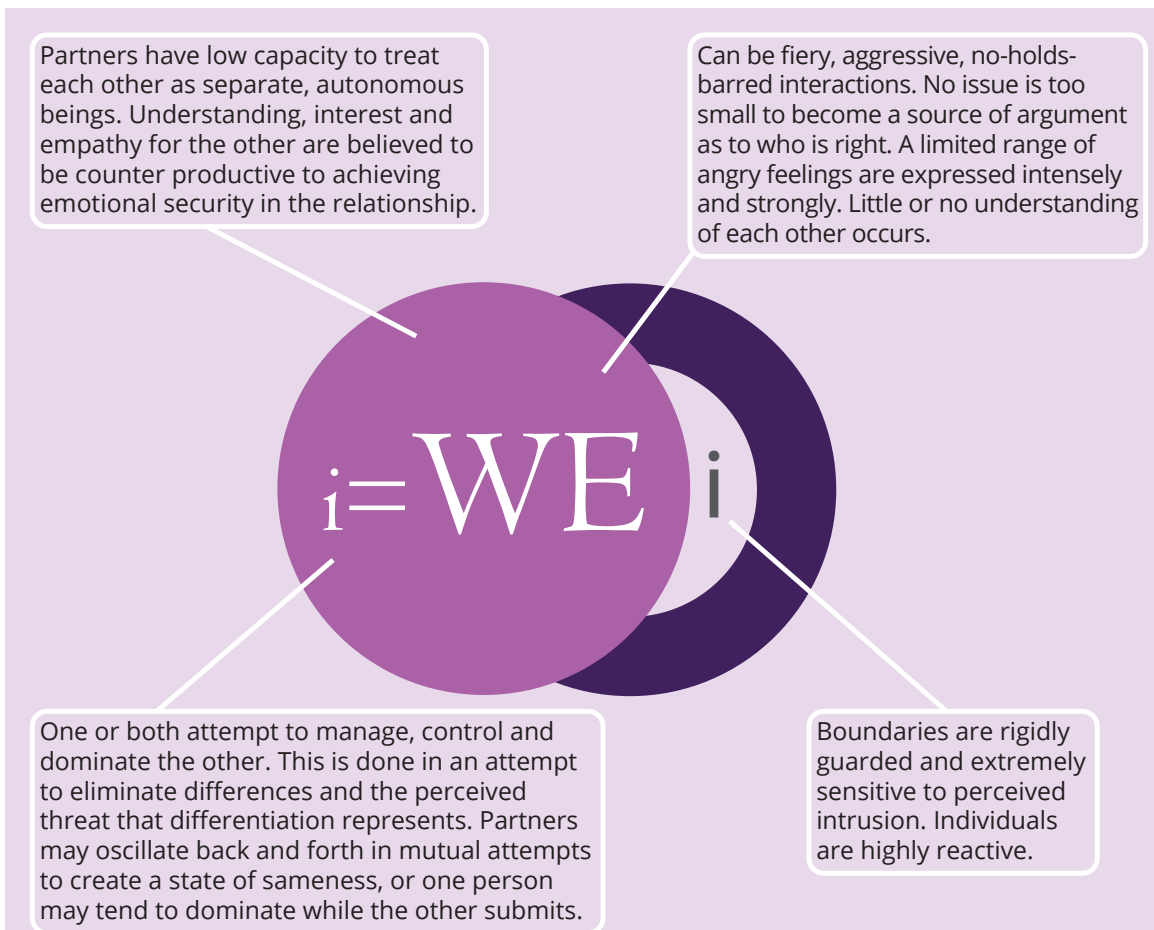 Partners have low capacity to treat
each other as separate, autonomous
beings. Understanding, interest and
empathy for the other are believed to
be counter productive to achieving
emotional security in the relationship.
Can be fiery, aggressive, no-holds-
barred interactions. No issue is too
small to become a source of argument
as to who is right. A limited range of
angry feelings are expressed intensely
and strongly. Little or no understanding
of each other occurs.
i=WE
i
One or both attempt to manage, control and
dominate the other. This is done in an attempt
to eliminate differences and the perceived
threat that differentiation represents. Partners
may oscillate back and forth in mutual attempts
to create a state of sameness, or one person
may tend to dominate while the other submits.
Boundaries are rigidly
guarded and extremely
sensitive to perceived
intrusion. Individuals
are highly reactive.